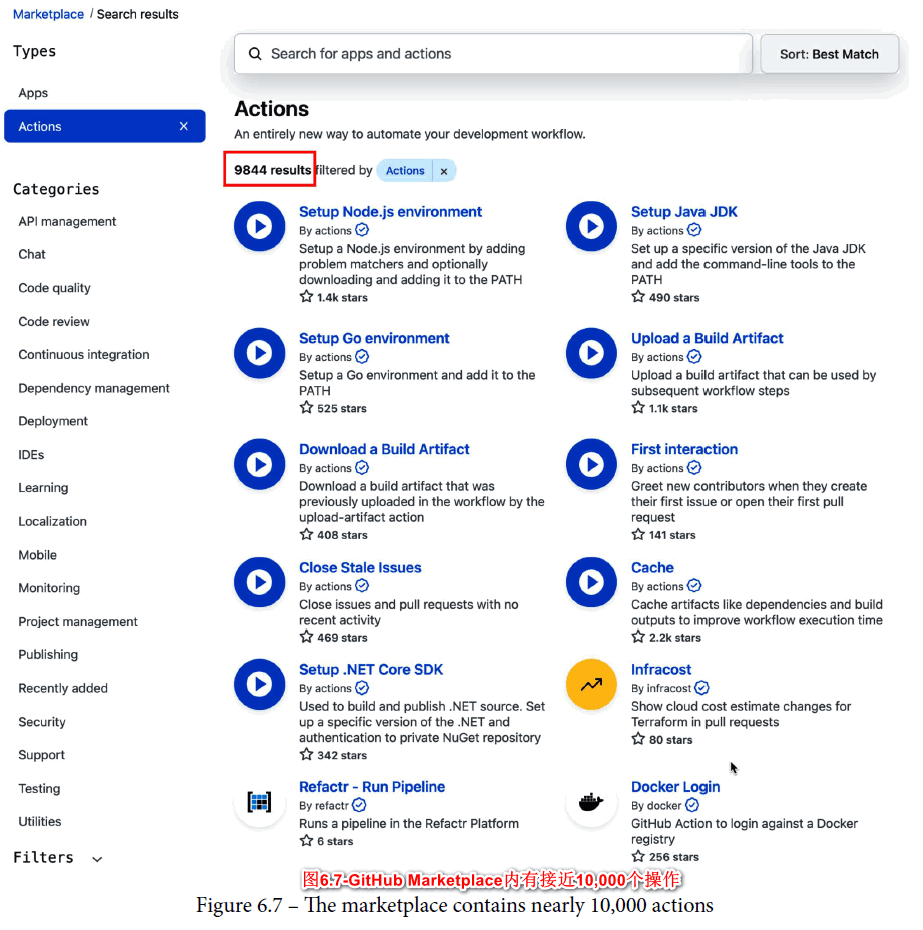 Marketplace / Search results
Types
Apps
Actions ×
Categories
API management
Chat
Code quality
Code review
Continuous integration
Dependency management
Deployment
IDEs
Learning
Localization
Mobile
Monitoring
Project management
Publishing
Recently added
Security
Support
Testing
Utilities
Filters
Search for apps and actions
Sort: Best Match
Actions
An entirely new way to automate your development workflow.
9844 results filtered by Actions ×
Setup Node.js environment
By actions
Setup a Node.js environment by adding
problem matchers and optionally
downloading and adding it to the PATH
1.4k stars
Setup Java JDK
By actions
Set up a specific version of the Java JDK
and add the command-line tools to the
PATH
490 stars
Setup Go environment
By actions
Setup a Go environment and add it to the
PATH
525 stars
Upload a Build Artifact
By actions
Upload a build artifact that can be used by
subsequent workflow steps
1.1k stars
Download a Build Artifact
By actions
Download a build artifact that was
previously uploaded in the workflow by the
upload-artifact action
408 stars
First interaction
By actions
Greet new contributors when they create
their first issue or open their first pull
request
141 stars
Close Stale Issues
By actions
Close issues and pull requests with no
recent activity
469 stars
Cache
By actions
Cache artifacts like dependencies and build
outputs to improve workflow execution time
2.2k stars
Setup .NET Core SDK
By actions
Used to build and publish .NET source. Set
up a specific version of the .NET and
authentication to private NuGet repository
342 stars
Infracost
By infracost
Show cloud cost estimate changes for
Terraform in pull requests
80 stars
Refactr - Run Pipeline
By refactr
Runs a pipeline in the Refactr Platform
6 stars
Docker Login
By docker
GitHub Action to login against a Docker
registry
256 stars
图6.7-GitHub Marketplace内有接近10,000个操作
Figure 6.7 – The marketplace contains nearly 10,000 actions